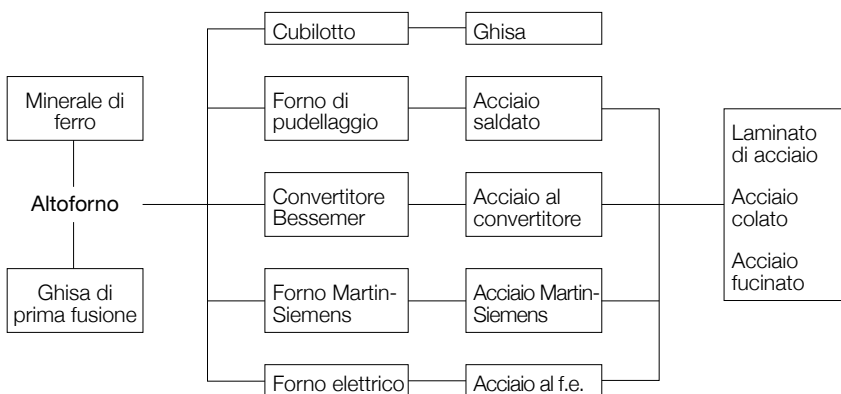 Minerale di
ferro
Altoforno
Ghisa di
prima fusione
Cubilotto
Ghisa
Forno di
pudellaggio
Acciaio
saldato
Convertitore
Bessemer
Acciaio al
convertitore
Forno Martin-
Siemens
Acciaio Martin-
Siemens
Forno elettrico
Acciaio al f.e.
Laminato
di acciaio
Acciaio
colato
Acciaio
fucinato